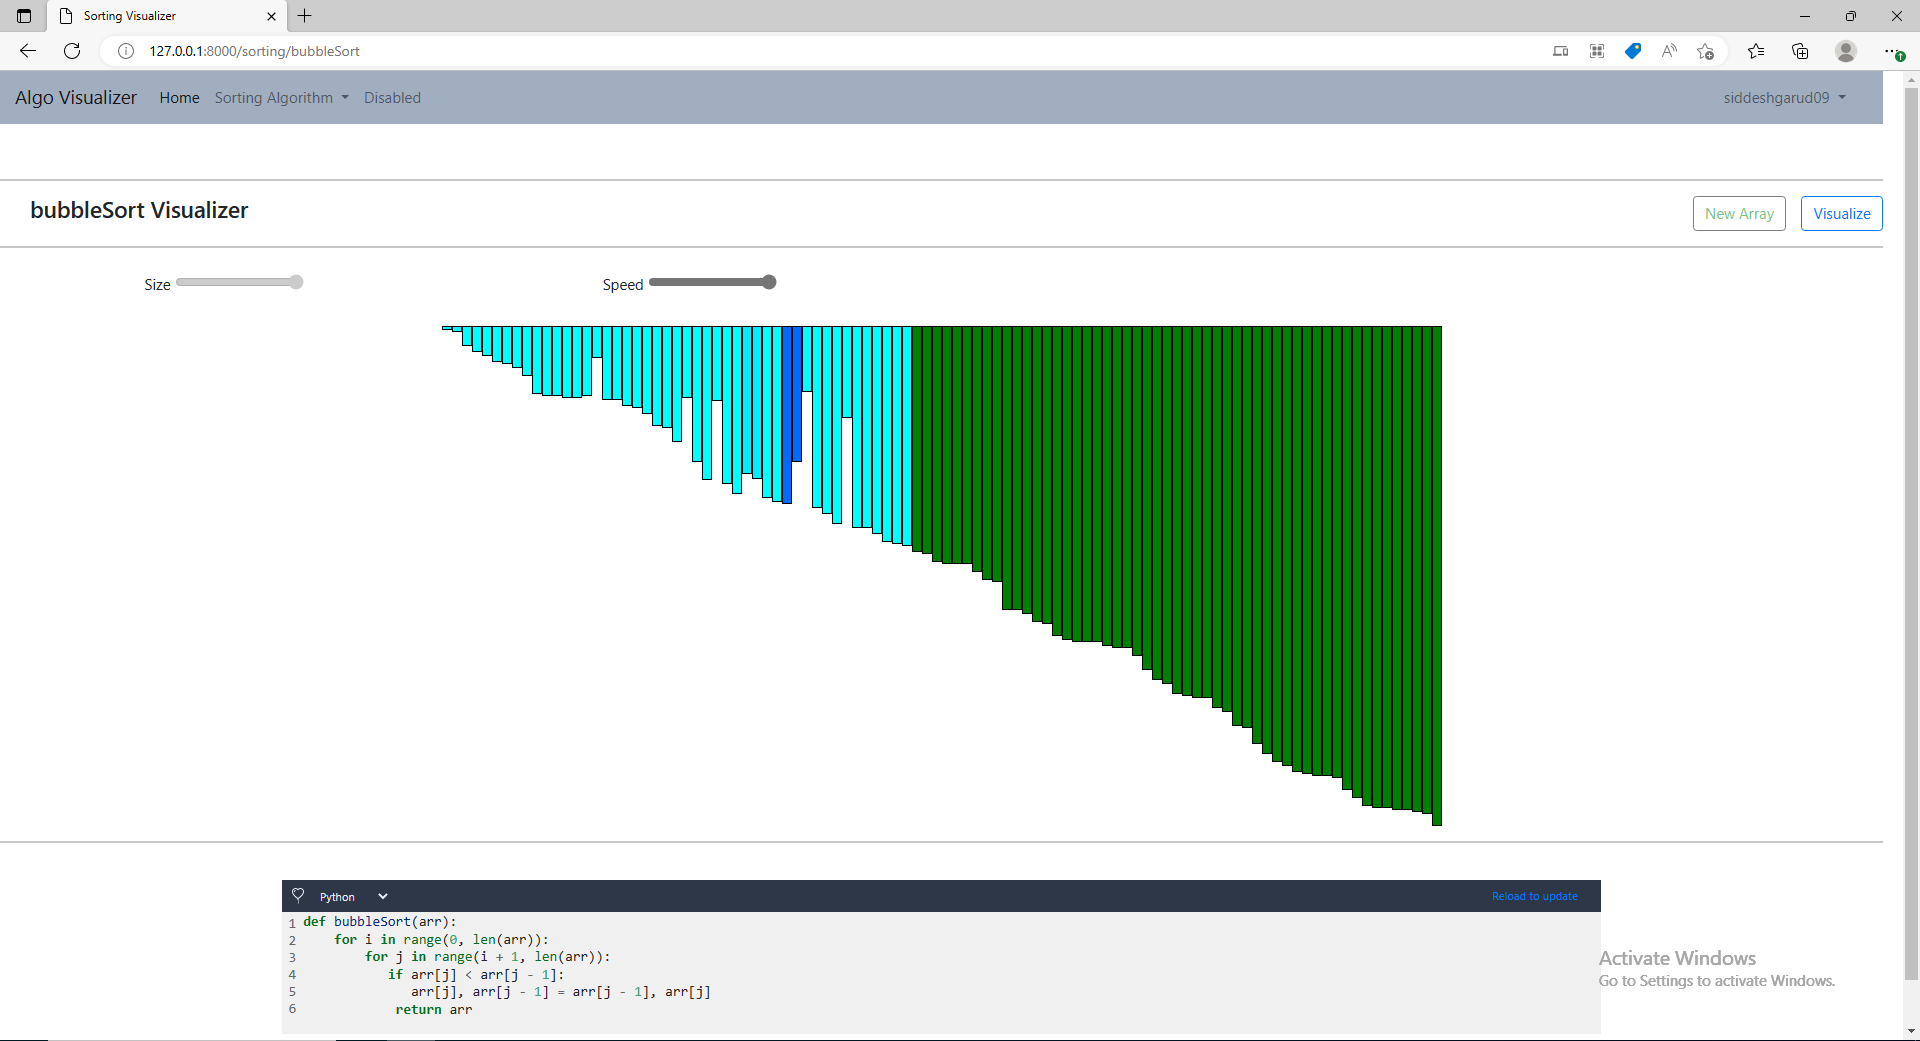 Sorting Visualizer
127.0.0.1:8000/sorting/bubbleSort
Algo Visualizer Home Sorting Algorithm Disabled siddeshgarud09
bubbleSort Visualizer New Array Visualize
Size Speed
Python Reload to update
1 def bubbleSort(arr):
2 for i in range(0, len(arr)):
3 for j in range(i + 1, len(arr)):
4 if arr[j] < arr[j - 1]:
5 arr[j], arr[j - 1] = arr[j - 1], arr[j]
6 return arr
Activate Windows
Go to Settings to activate Windows.